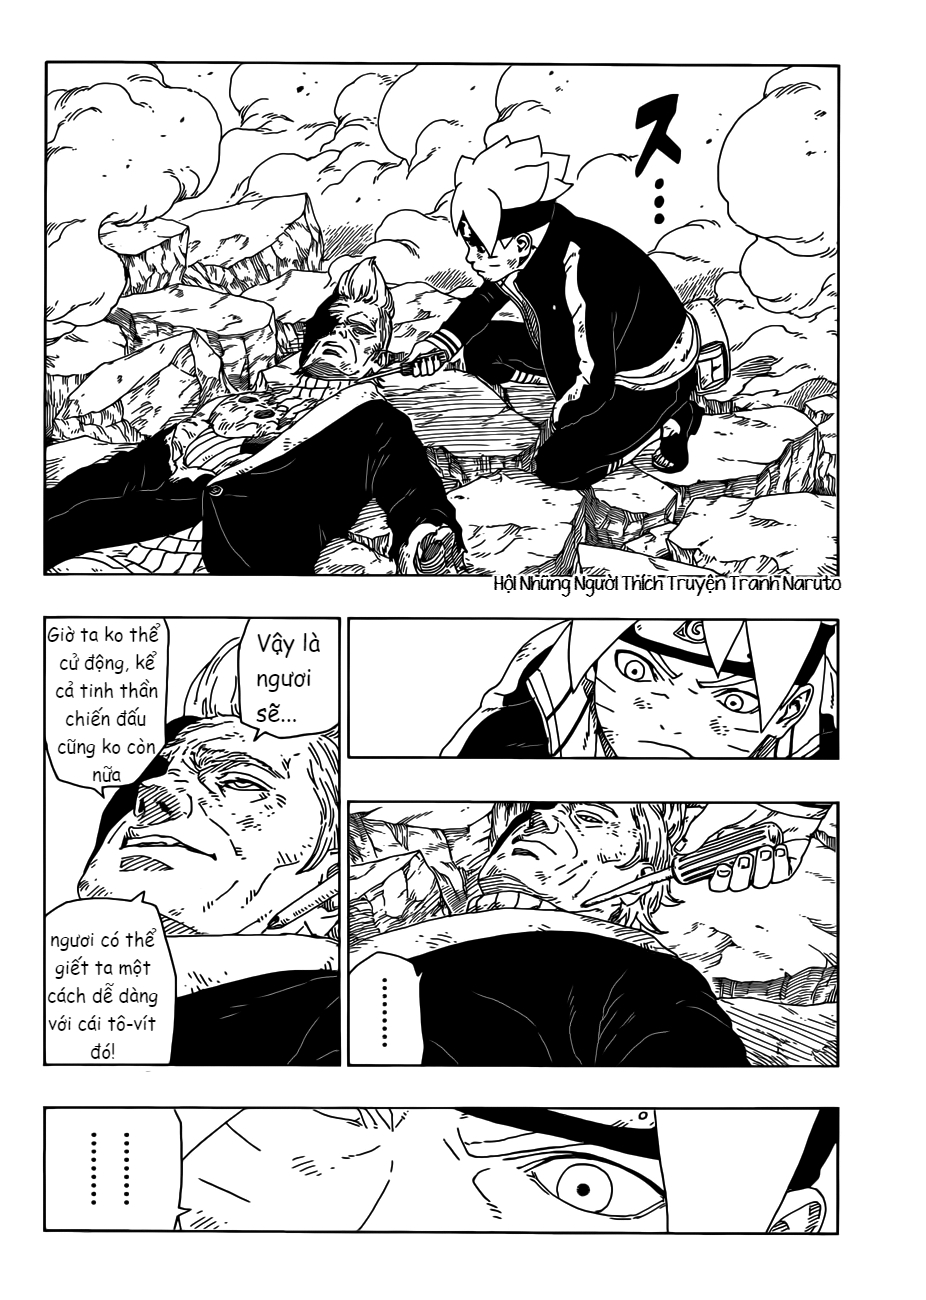 ス…
Hội Những Người Thích Truyện Tranh Naruto
Vậy là
ngươi
sẽ...
Giờ ta ko thể
cử động, kể
cả tinh thần
chiến đấu
cũng ko còn
nữa
ngươi có thể
giết ta một
cách dễ dàng
với cái tô-vít
đó!
.........
........
........